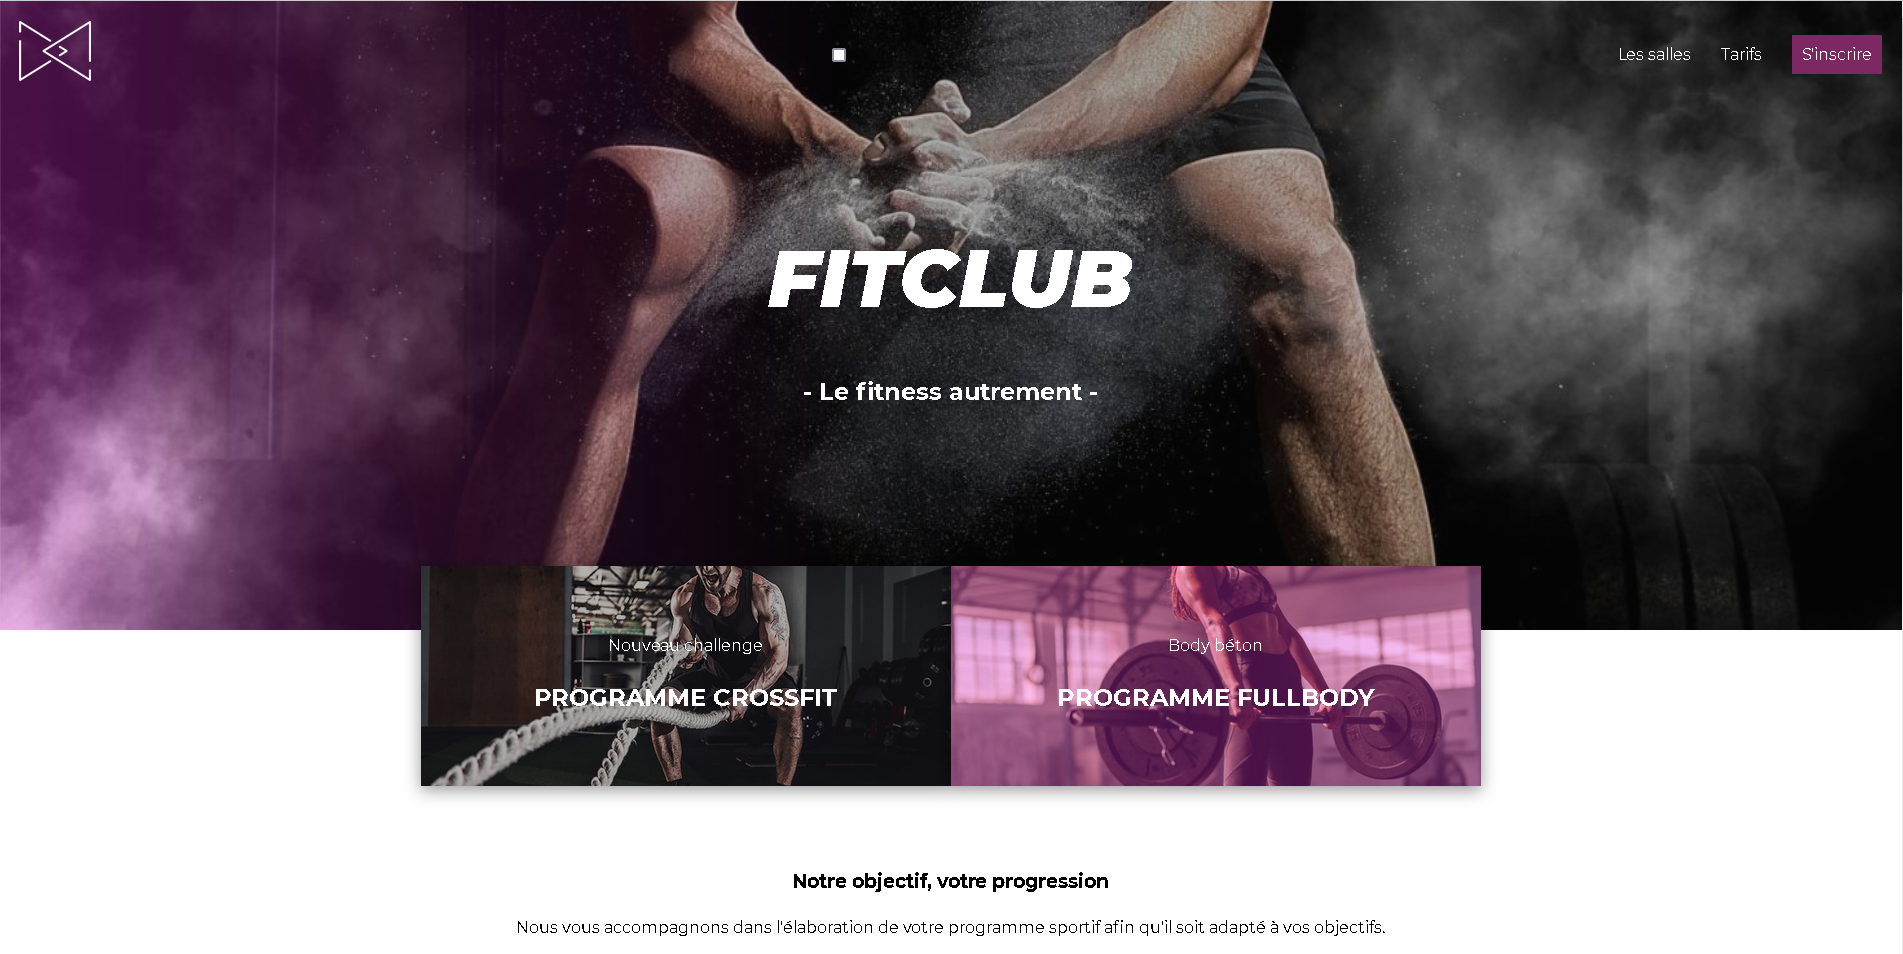 Les salles Tarifs S'inscrire
FITCLUB
- Le fitness autrement -
Nouveau challenge
PROGRAMME CROSSFIT
Body béton
PROGRAMME FULLBODY
Notre objectif, votre progression
Nous vous accompagnons dans l'élaboration de votre programme sportif afin qu'il soit adapté à vos objectifs.